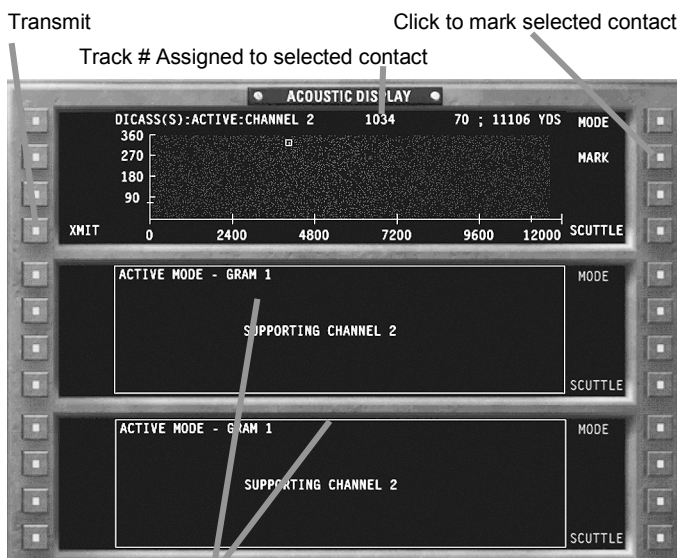 Transmit
Click to mark selected contact
Track # Assigned to selected contact
ACOUSTIC DISPLAY
DICASS(S):ACTIVE:CHANNEL 2 1034 70 ; 11106 YDS MODE
360
270 MARK
180
90
XMIT 0 2400 4800 7200 9600 12000 SCUTTLE
ACTIVE MODE - GRAM 1 MODE
SUPPORTING CHANNEL 2
SCUTTLE
ACTIVE MODE - GRAM 1 MODE
SUPPORTING CHANNEL 2
SCUTTLE